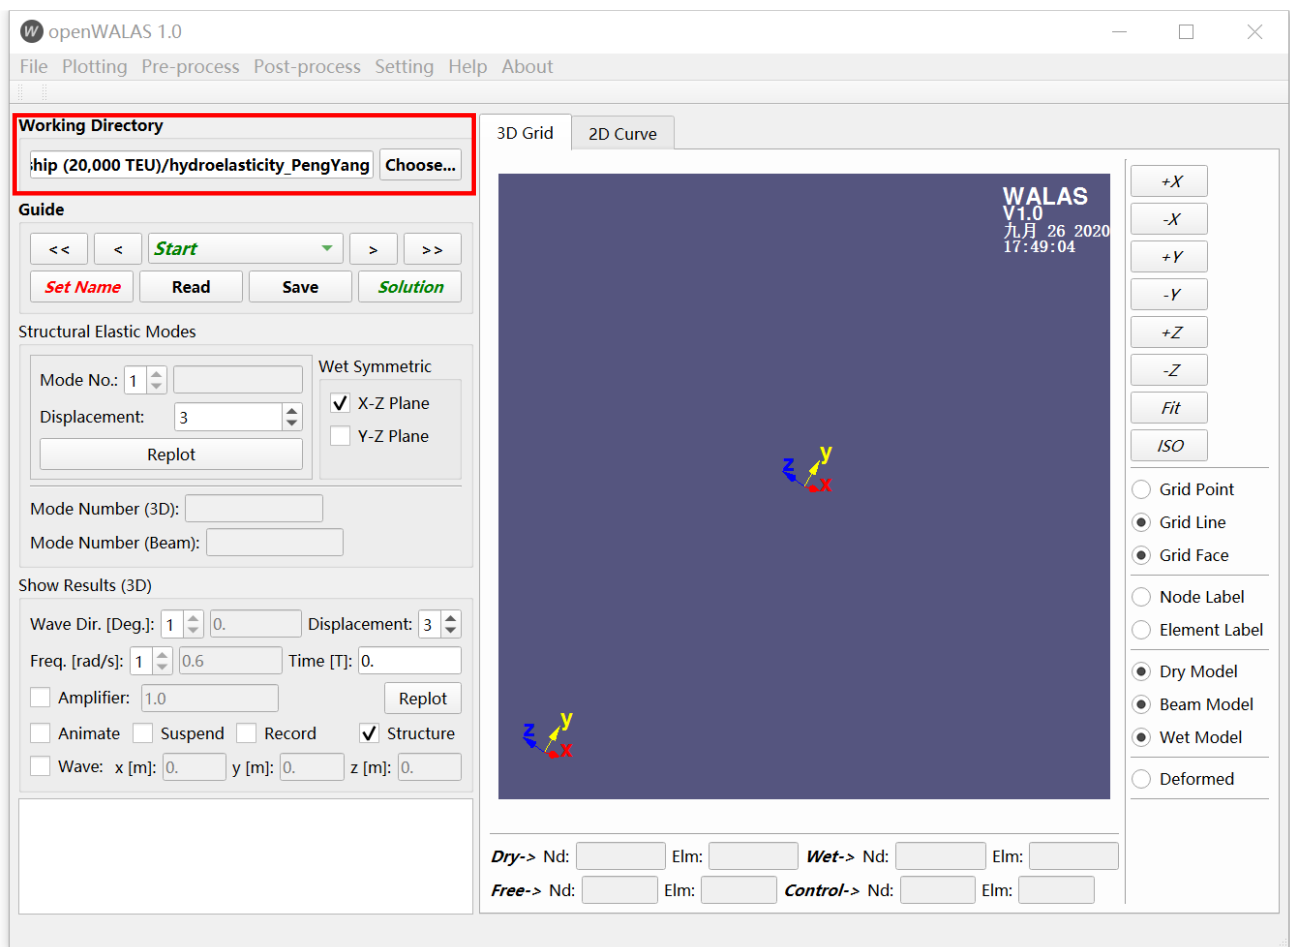 openWALAS 1.0
File Plotting Pre-process Post-process Setting Help About
Working Directory
ship (20,000 TEU)/hydroelasticity_PengYang Choose...
Guide
<< < Start > >>
Set Name Read Save Solution
Structural Elastic Modes
Mode No.: 1
Displacement: 3
Replot
Wet Symmetric
X-Z Plane
Y-Z Plane
Mode Number (3D):
Mode Number (Beam):
Show Results (3D)
Wave Dir. [Deg.]: 1 0. Displacement: 3
Freq. [rad/s]: 1 0.6 Time [T]: 0.
Amplifier: 1.0 Replot
Animate Suspend Record Structure
Wave: x [m]: 0. y [m]: 0. z [m]: 0.
3D Grid 2D Curve
WALAS
V1.0
九月 26 2020
17:49:04
z y x
z y x
Dry-> Nd: Elm: Wet-> Nd: Elm:
Free-> Nd: Elm: Control-> Nd: Elm:
+X
-X
+Y
-Y
+Z
-Z
Fit
ISO
Grid Point
Grid Line
Grid Face
Node Label
Element Label
Dry Model
Beam Model
Wet Model
Deformed